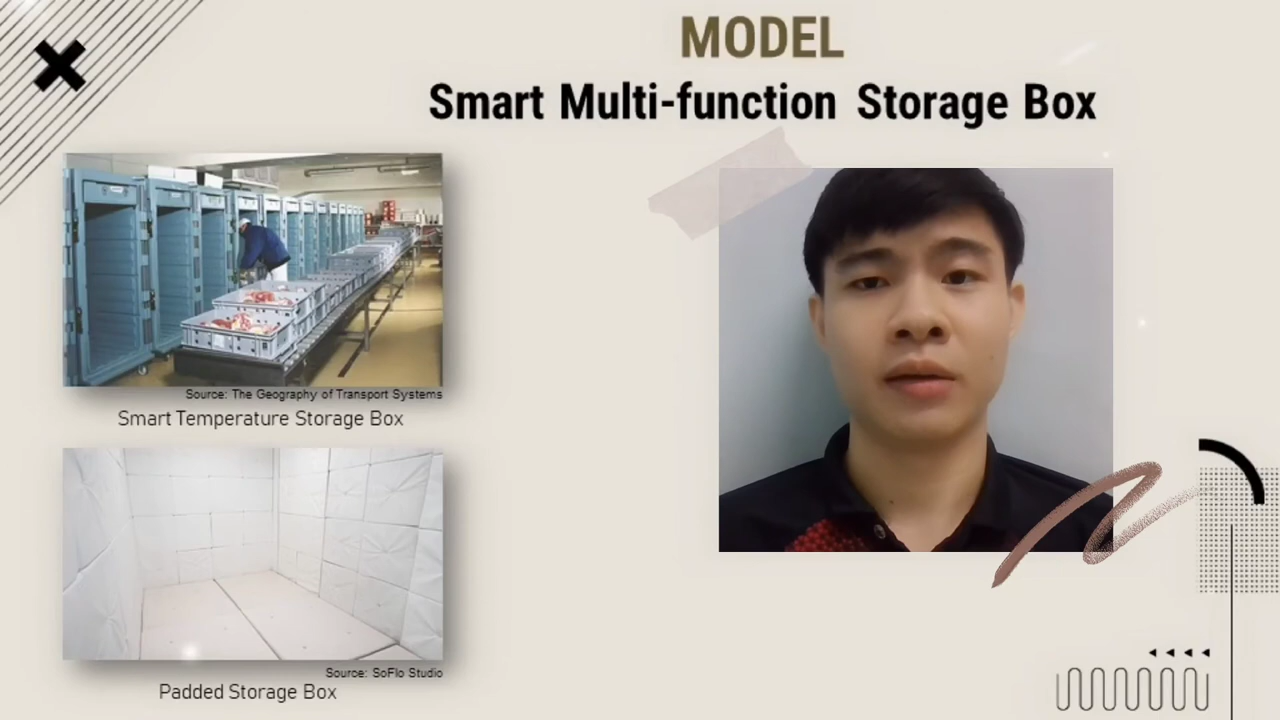 MODEL
Smart Multi-function Storage Box
Source: The Geography of Transport Systems
Smart Temperature Storage Box
Source: SoFlo Studio
Padded Storage Box